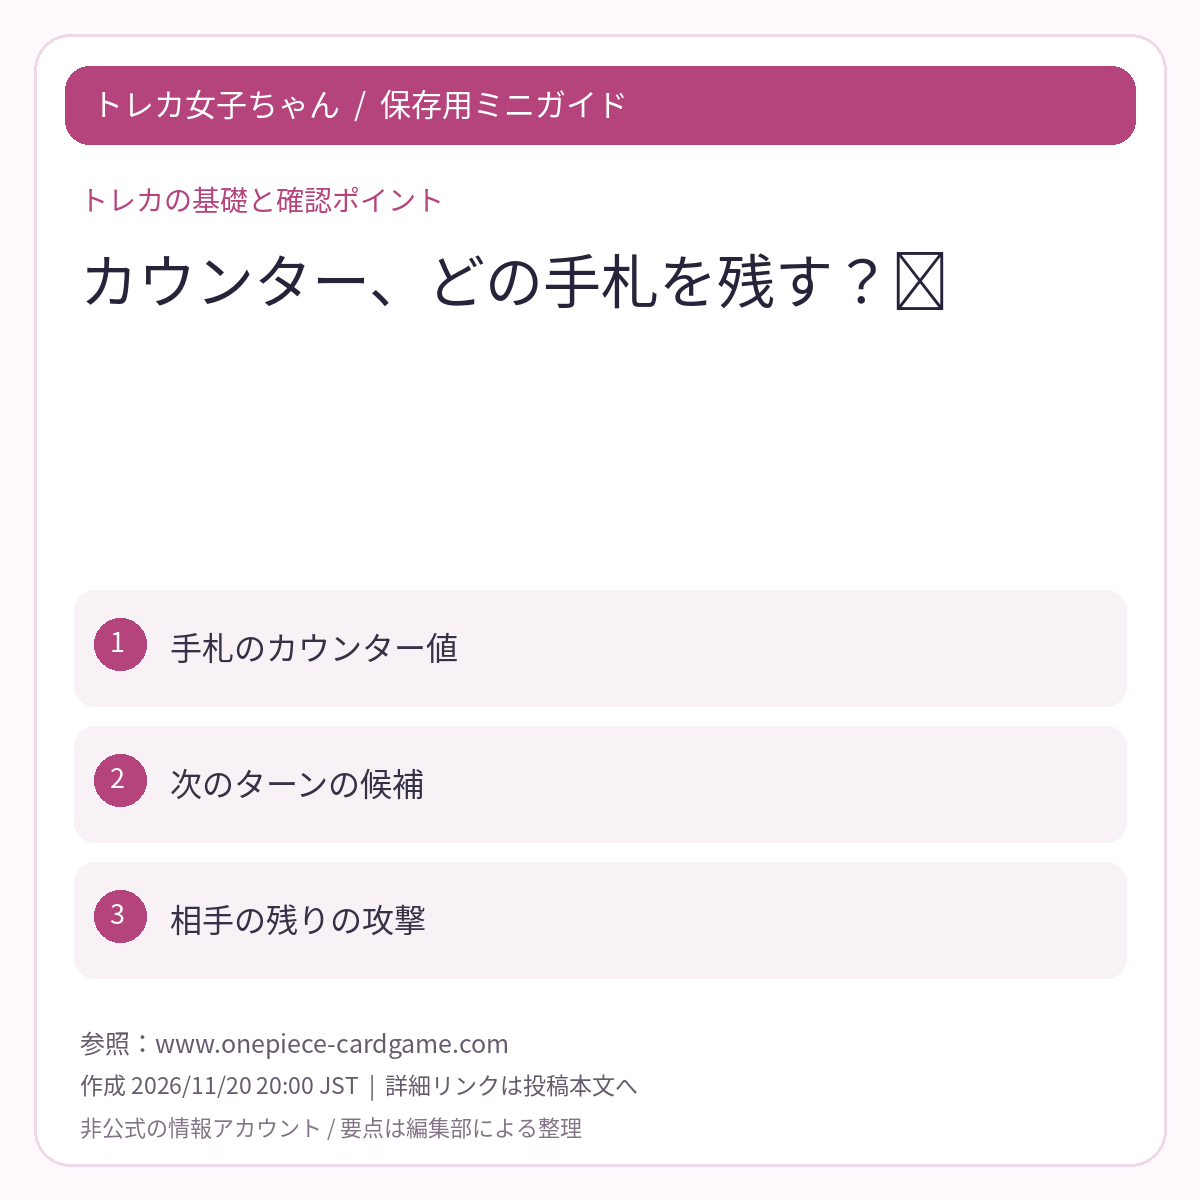 トレカ女子ちゃん / 保存用ミニガイド
トレカの基礎と確認ポイント
カウンター、どの手札を残す？
1 手札のカウンター値
2 次のターンの候補
3 相手の残りの攻撃
参照：www.onepiece-cardgame.com
作成 2026/11/20 20:00 JST｜詳細リンクは投稿本文へ
非公式の情報アカウント / 要点は編集部による整理